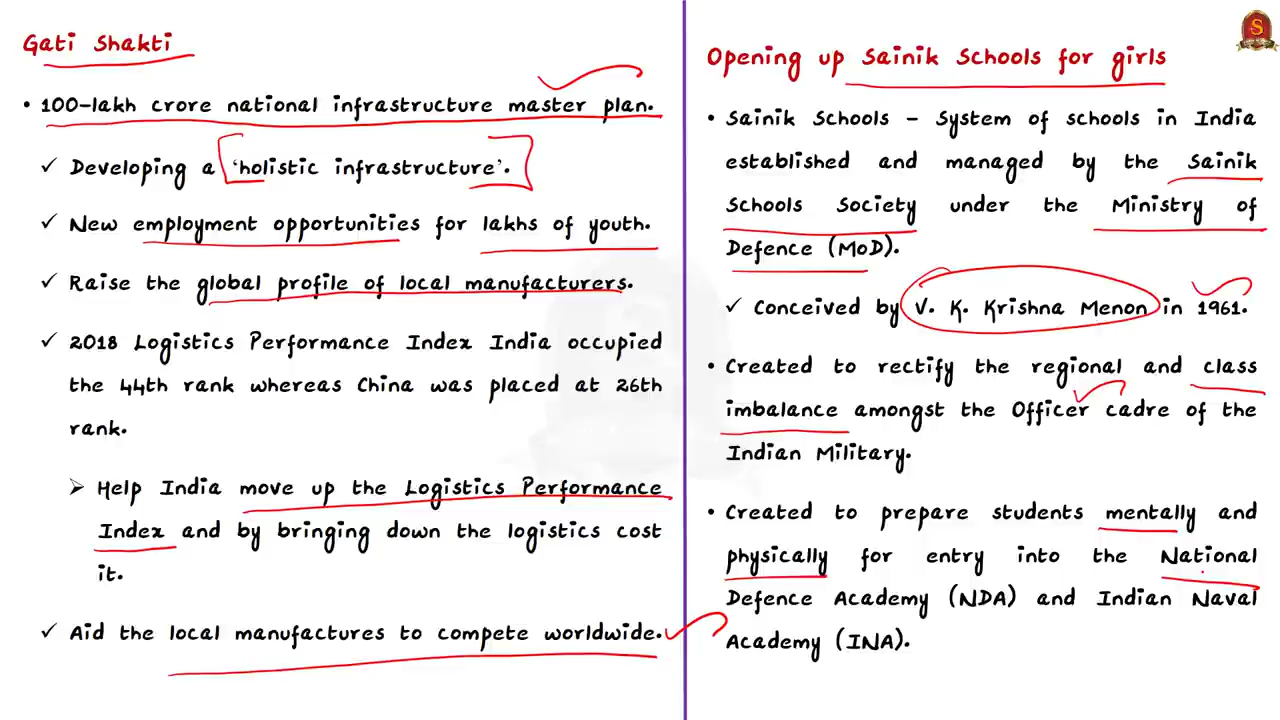 Gati Shakti
• 100-lakh crore national infrastructure master plan.
✓ Developing a 'holistic infrastructure'.
✓ New employment opportunities for lakhs of youth.
✓ Raise the global profile of local manufacturers.
✓ 2018 Logistics Performance Index India occupied
the 44th rank whereas China was placed at 26th
rank.
➢ Help India move up the Logistics Performance
Index and by bringing down the logistics cost
it.
✓ Aid the local manufactures to compete worldwide.
Opening up Sainik Schools for girls
• Sainik Schools - System of schools in India
established and managed by the Sainik
Schools Society under the Ministry of
Defence (MoD).
✓ Conceived by V. K. Krishna Menon in 1961.
• Created to rectify the regional and class
imbalance amongst the Officer cadre of the
Indian Military.
• Created to prepare students mentally and
physically for entry into the National
Defence Academy (NDA) and Indian Naval
Academy (INA).
S